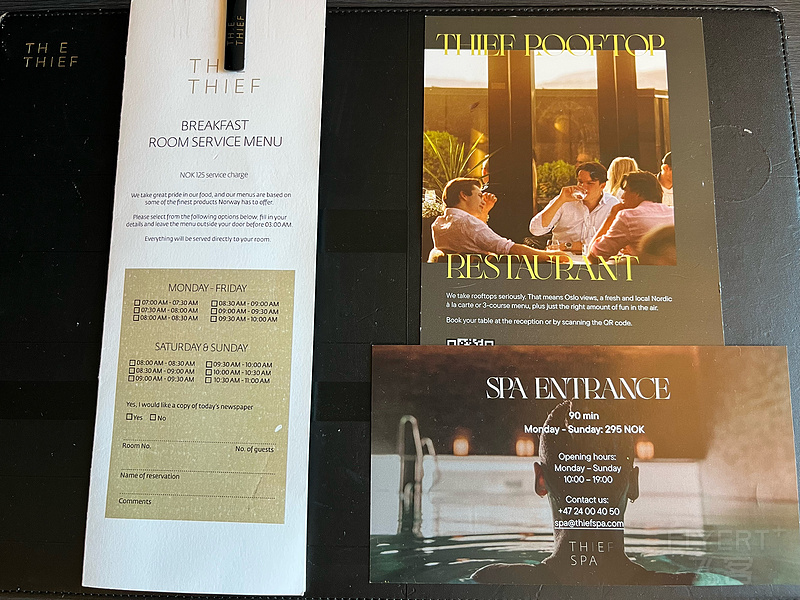 THE
THIEF
THE
THIEF
TH
THIEF
BREAKFAST
ROOM SERVICE MENU
NOK 125 service charge
We take great pride in our food, and our menus are based on
some of the finest products Norway has to offer.
Please select from the following options below, fill in your
details and leave the menu outside your door before 03:00 AM.
Everything will be served directly to your room.
MONDAY - FRIDAY
07:00 AM - 07:30 AM 08:30 AM - 09:00 AM
07:30 AM - 08:00 AM 09:00 AM - 09:30 AM
08:00 AM - 08:30 AM 09:30 AM - 10:00 AM
SATURDAY & SUNDAY
08:00 AM - 08:30 AM 09:30 AM - 10:00 AM
08:30 AM - 09:00 AM 10:00 AM - 10:30 AM
09:00 AM - 09:30 AM 10:30 AM - 11:00 AM
Yes, I would like a copy of today's newspaper
Yes No
Room No. No. of guests
Name of reservation
Comments
THIEF ROOFTOP
RESTAURANT
We take rooftops seriously. That means Oslo views, a fresh and local Nordic
à la carte or 3-course menu, plus just the right amount of fun in the air.
Book your table at the reception or by scanning the QR code.
SPA ENTRANCE
90 min
Monday - Sunday: 295 NOK
Opening hours:
Monday - Sunday
10:00 - 19:00
Contact us:
+47 24 00 40 50
spa@thiefspa.com
THIEF
SPA